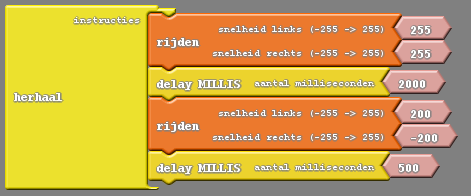 instructies
snelheid links (-255 -> 255) 255
rijden
snelheid rechts (-255 -> 255) 255
delay MILLIS aantal milliseconden 2000
herhaal
snelheid links (-255 -> 255) 200
rijden
snelheid rechts (-255 -> 255) -200
delay MILLIS aantal milliseconden 500